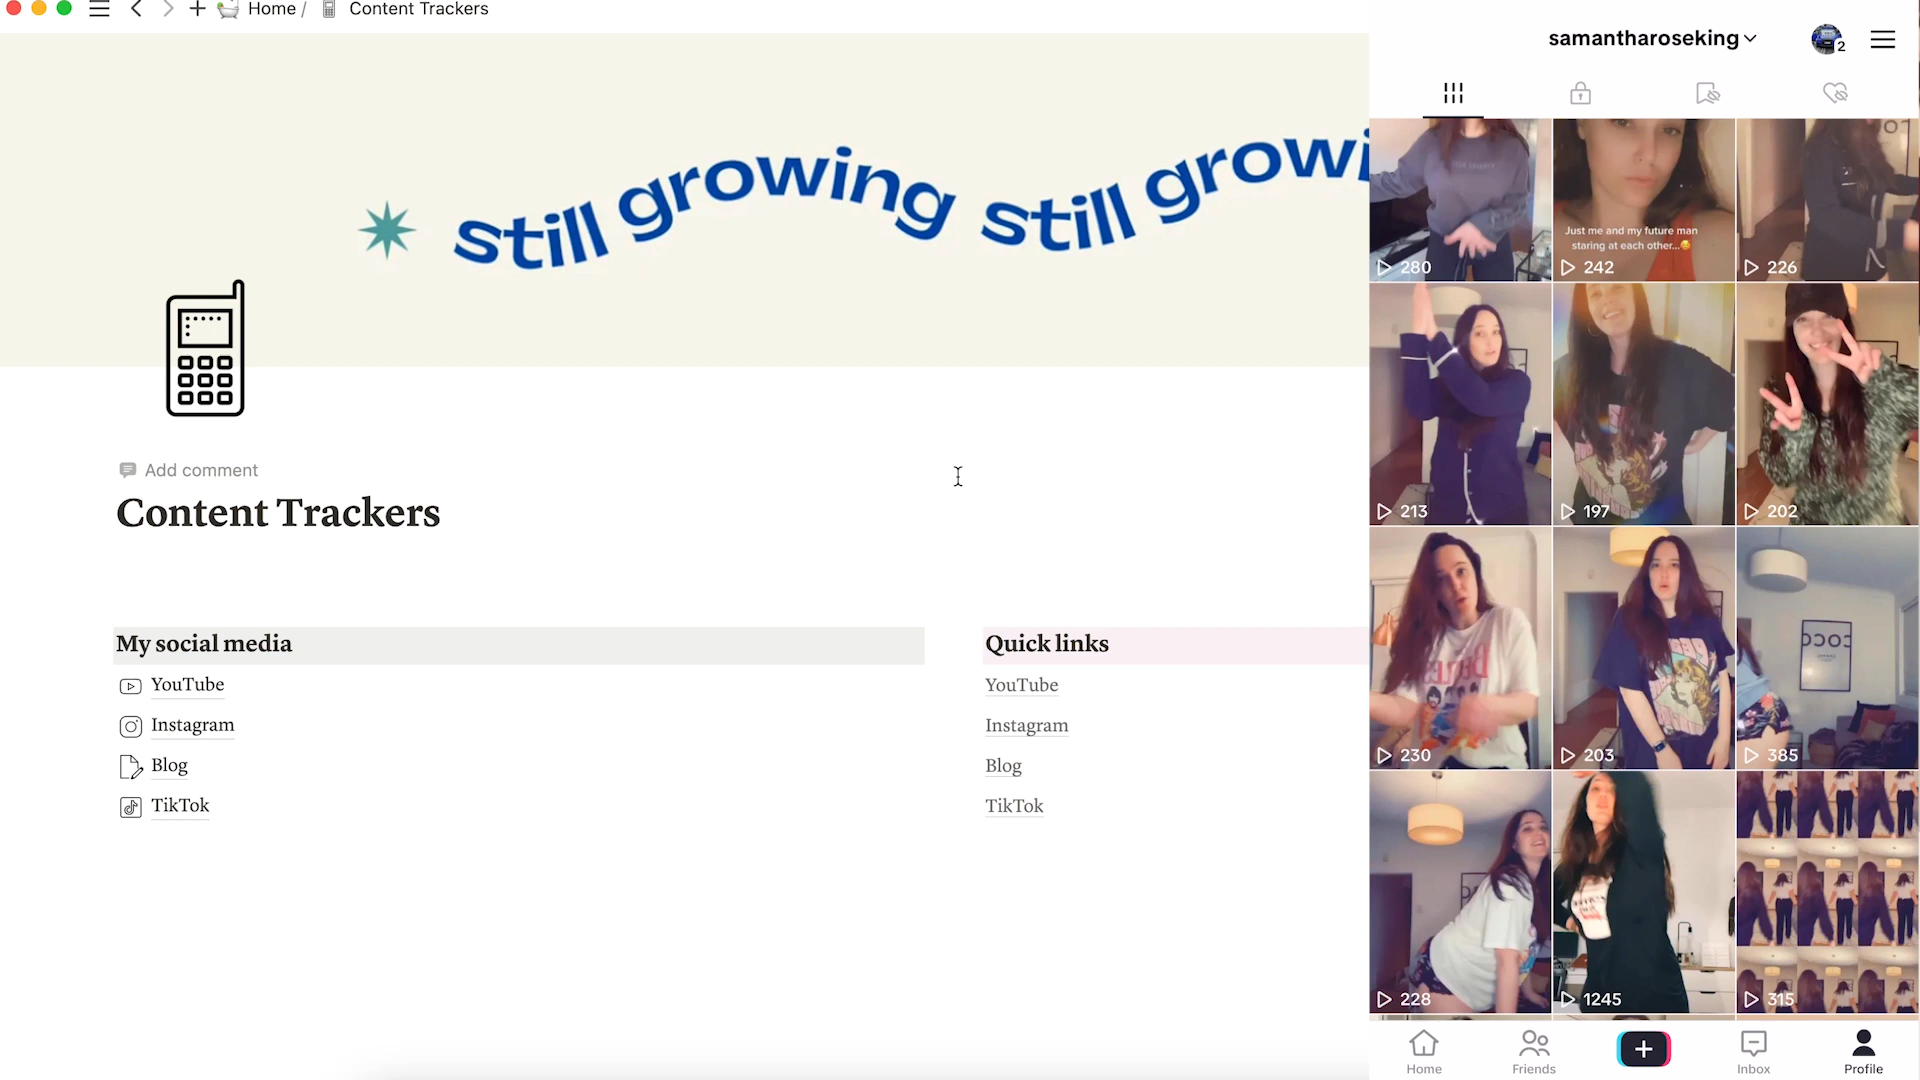 Home / Content Trackers
still growing still growi
Add comment
Content Trackers
My social media
YouTube
Instagram
Blog
TikTok
Quick links
YouTube
Instagram
Blog
TikTok
samantharoseking
2
280
Just me and my future man
staring at each other...🥰
242
226
213
197
202
230
203
385
228
1245
315
Home
Friends
Inbox
Profile